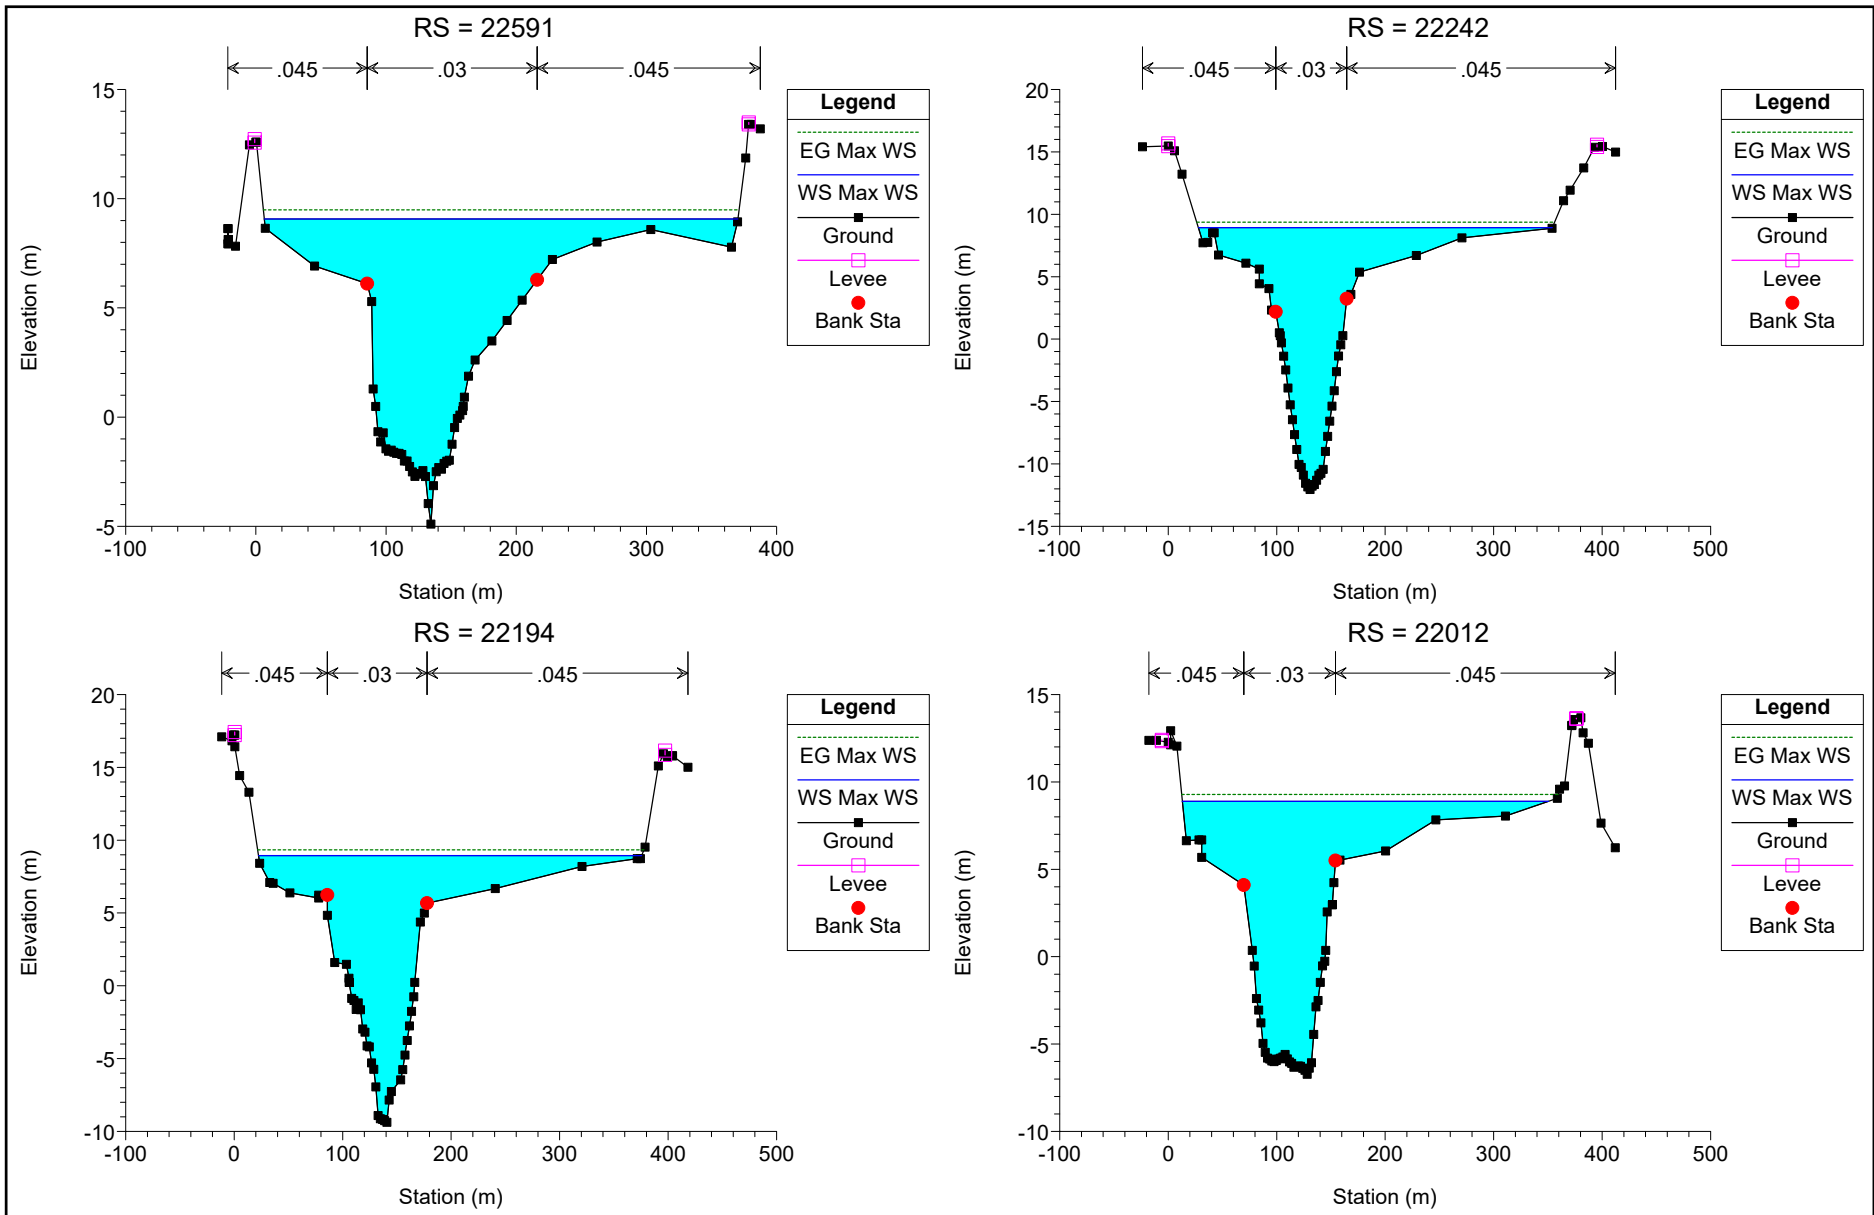 RS = 22591
.045 .03 .045
15
10
5
0
-5
-100 0 100 200 300 400
Elevation (m)
Station (m)
Legend
EG Max WS
WS Max WS
Ground
Levee
Bank Sta
RS = 22242
.045 .03 .045
20
15
10
5
0
-5
-10
-15
-100 0 100 200 300 400 500
Elevation (m)
Station (m)
Legend
EG Max WS
WS Max WS
Ground
Levee
Bank Sta
RS = 22194
.045 .03 .045
20
15
10
5
0
-5
-10
-100 0 100 200 300 400 500
Elevation (m)
Station (m)
Legend
EG Max WS
WS Max WS
Ground
Levee
Bank Sta
RS = 22012
.045 .03 .045
15
10
5
0
-5
-10
-100 0 100 200 300 400 500
Elevation (m)
Station (m)
Legend
EG Max WS
WS Max WS
Ground
Levee
Bank Sta